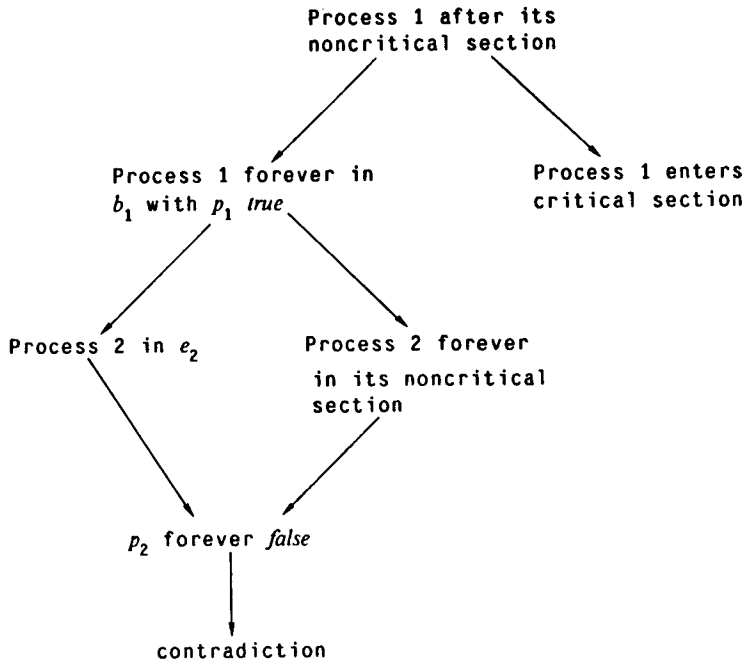 Process 1 after its
noncritical section
Process 1 forever in
b₁ with p₁ true
Process 1 enters
critical section
Process 2 in e₂
Process 2 forever
in its noncritical
section
p₂ forever false
contradiction